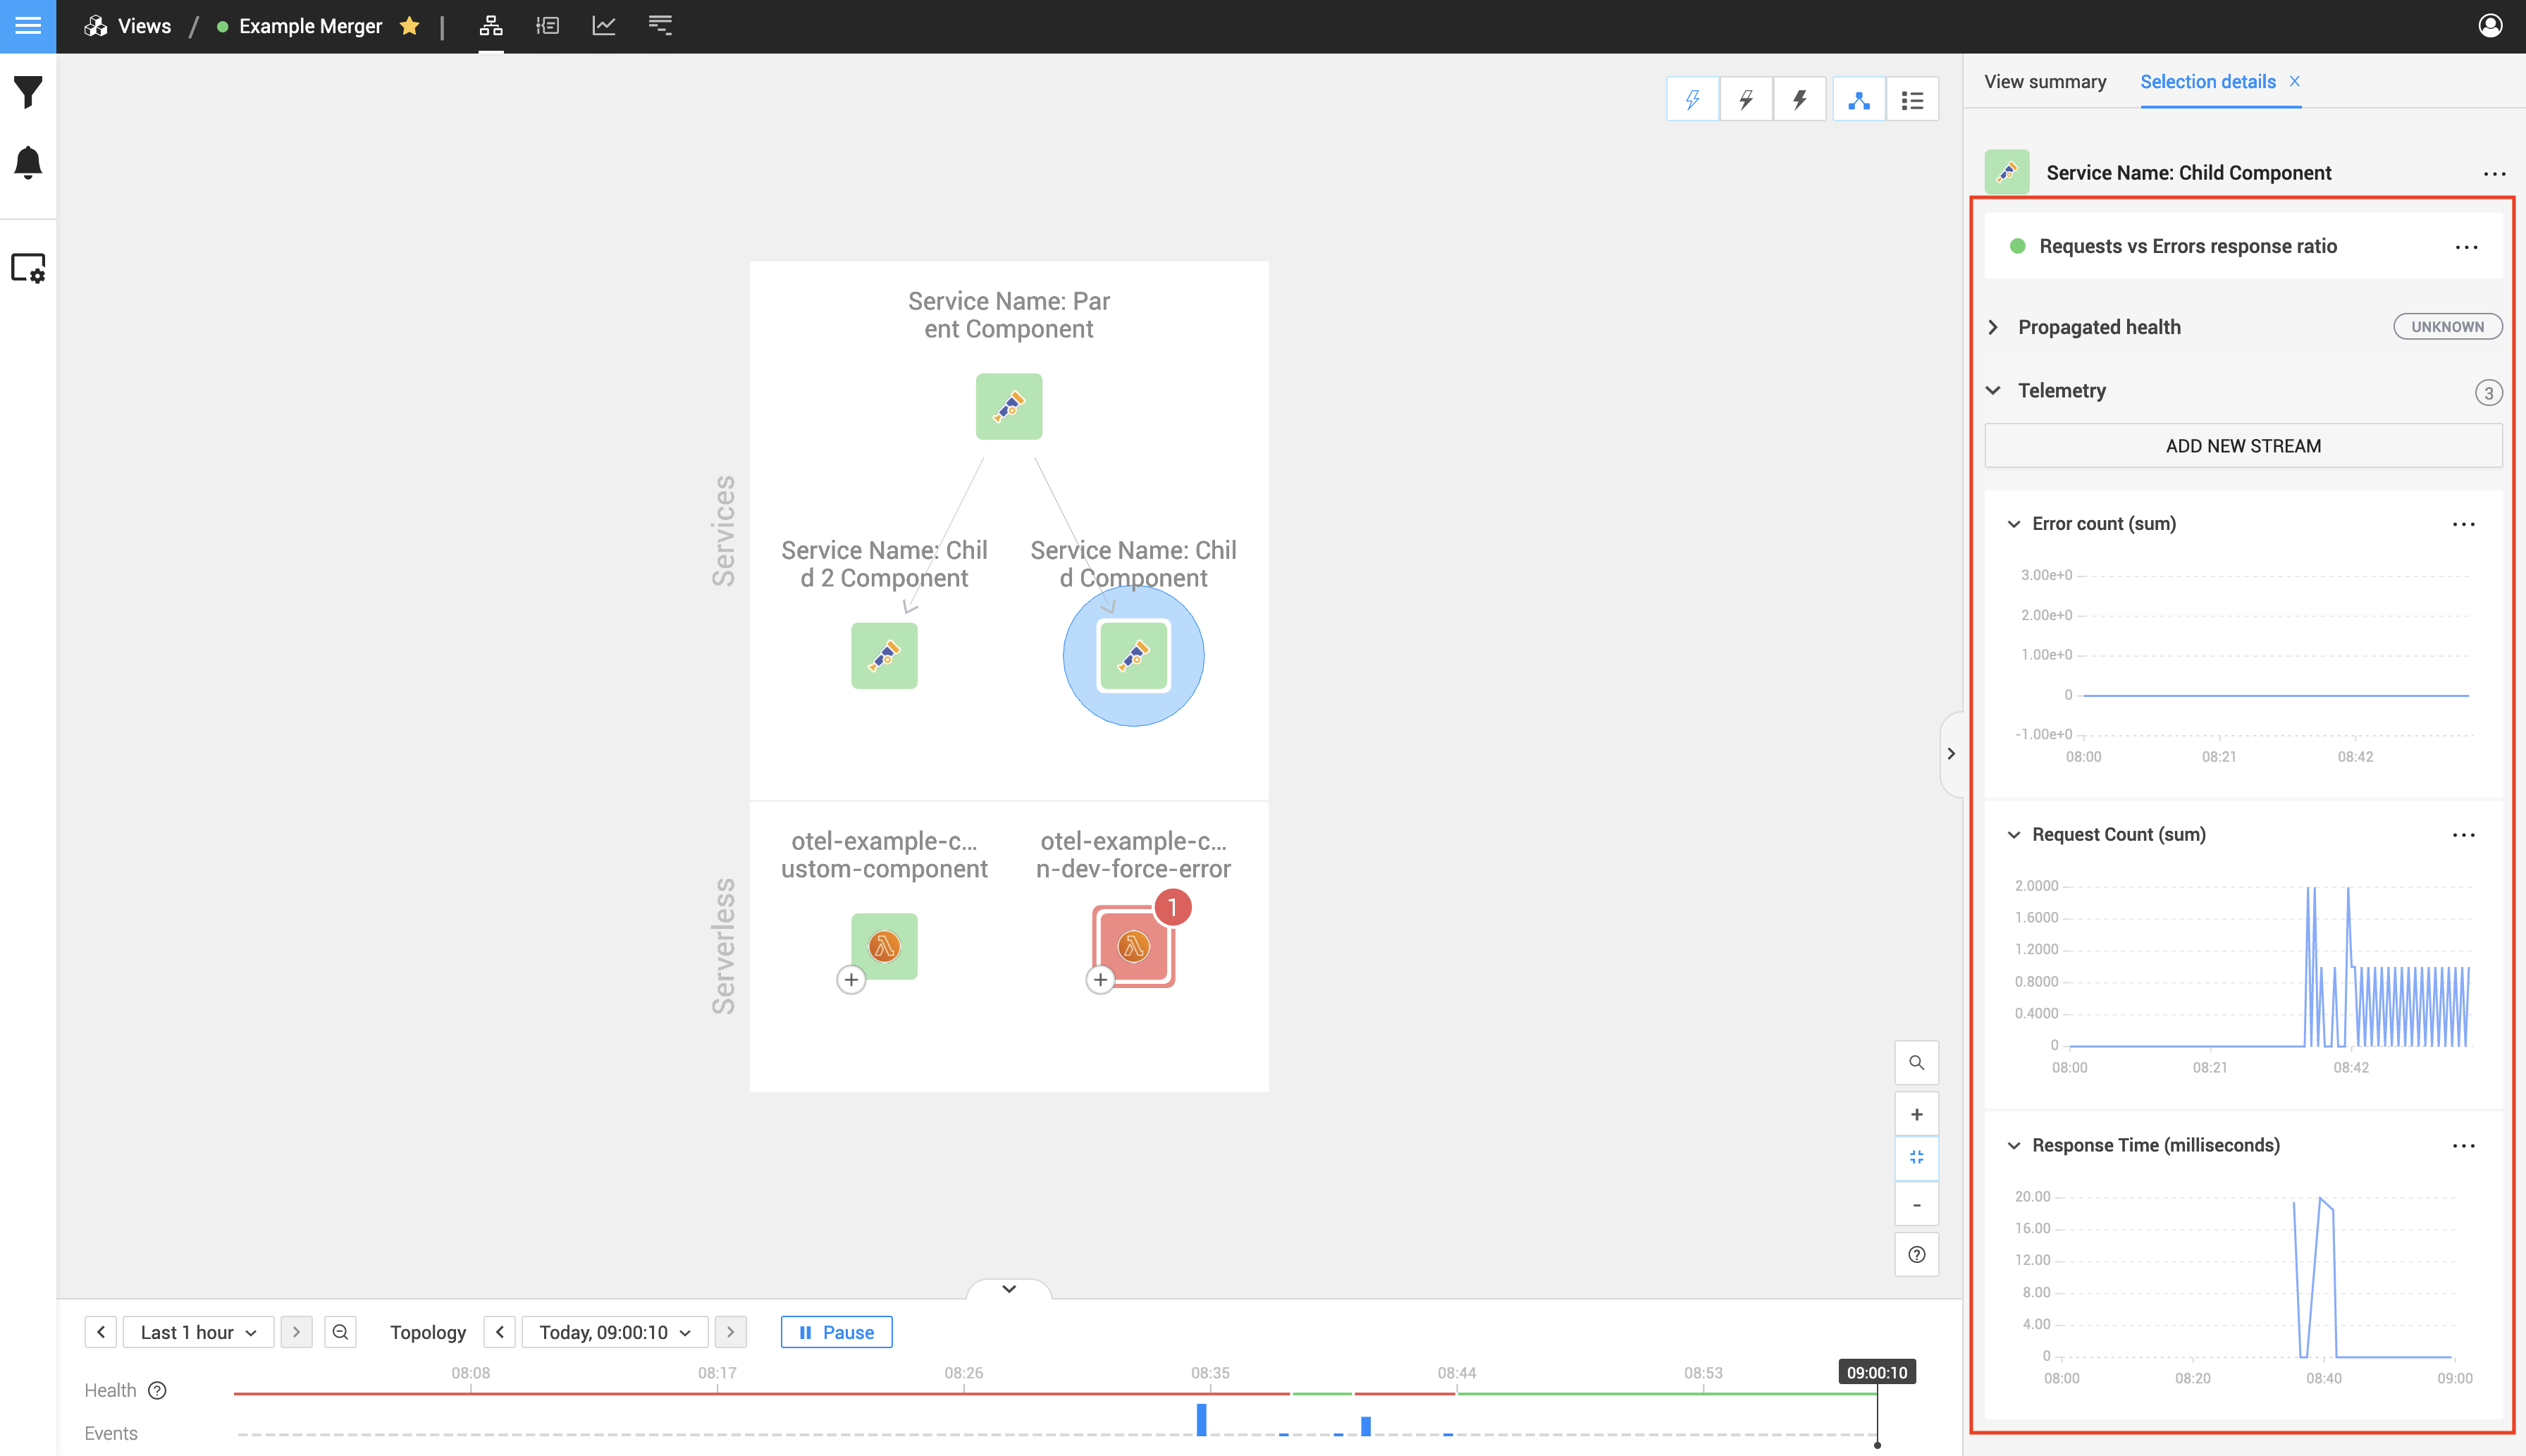 Views / Example Merger
View summary
Selection details ×
Service Name: Child Component
Requests vs Errors response ratio
Propagated health
UNKNOWN
Telemetry
3
ADD NEW STREAM
Error count (sum)
3.00e+0
2.00e+0
1.00e+0
0
-1.00e+0
08:00 08:21 08:42
Request Count (sum)
2.0000
1.6000
1.2000
0.8000
0.4000
0
08:00 08:21 08:42
Response Time (milliseconds)
20.00
16.00
12.00
8.00
4.00
0
08:00 08:20 08:40 09:00
Services
Service Name: Par
ent Component
Service Name: Chil
d 2 Component
Service Name: Chil
d Component
Serverless
otel-example-c...
ustom-component
otel-example-c...
n-dev-force-error
1
+
+
+
-
?
Last 1 hour
Topology
Today, 09:00:10
Pause
08:08 08:17 08:26 08:35 08:44 08:53 09:00:10
Health ?
Events